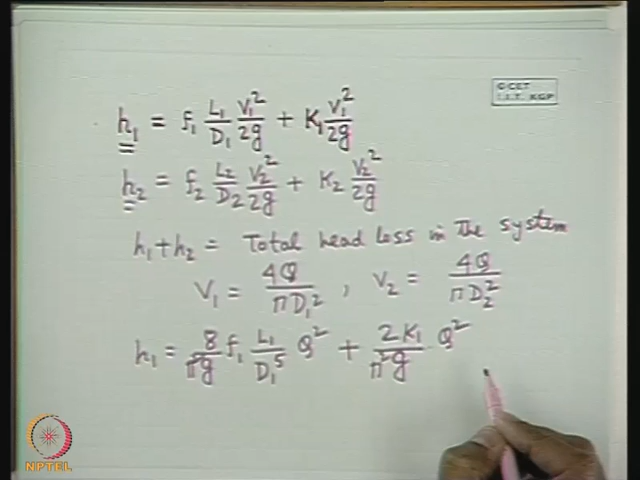 GCET
I.I.T. KGP
h₁ = f₁ L₁/D₁ V₁²/2g + K₁ V₁²/2g
h₂ = f₂ L₂/D₂ V₂²/2g + K₂ V₂²/2g
h₁+h₂ = Total head loss in the system
V₁ = 4Q/πD₁², V₂ = 4Q/πD₂²
h₁ = 8/π²g f₁ L₁/D₁⁵ Q² + 2K₁/π²g Q²
NPTEL